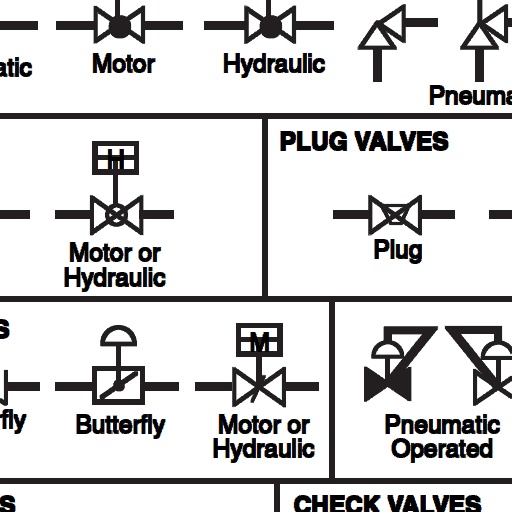 atic
Motor
Hydraulic
Pneuma
PLUG VALVES
H
Motor or
Hydraulic
Plug
S
M
fly
Butterfly
Motor or
Hydraulic
Pneumatic
Operated
S
CHECK VALVES